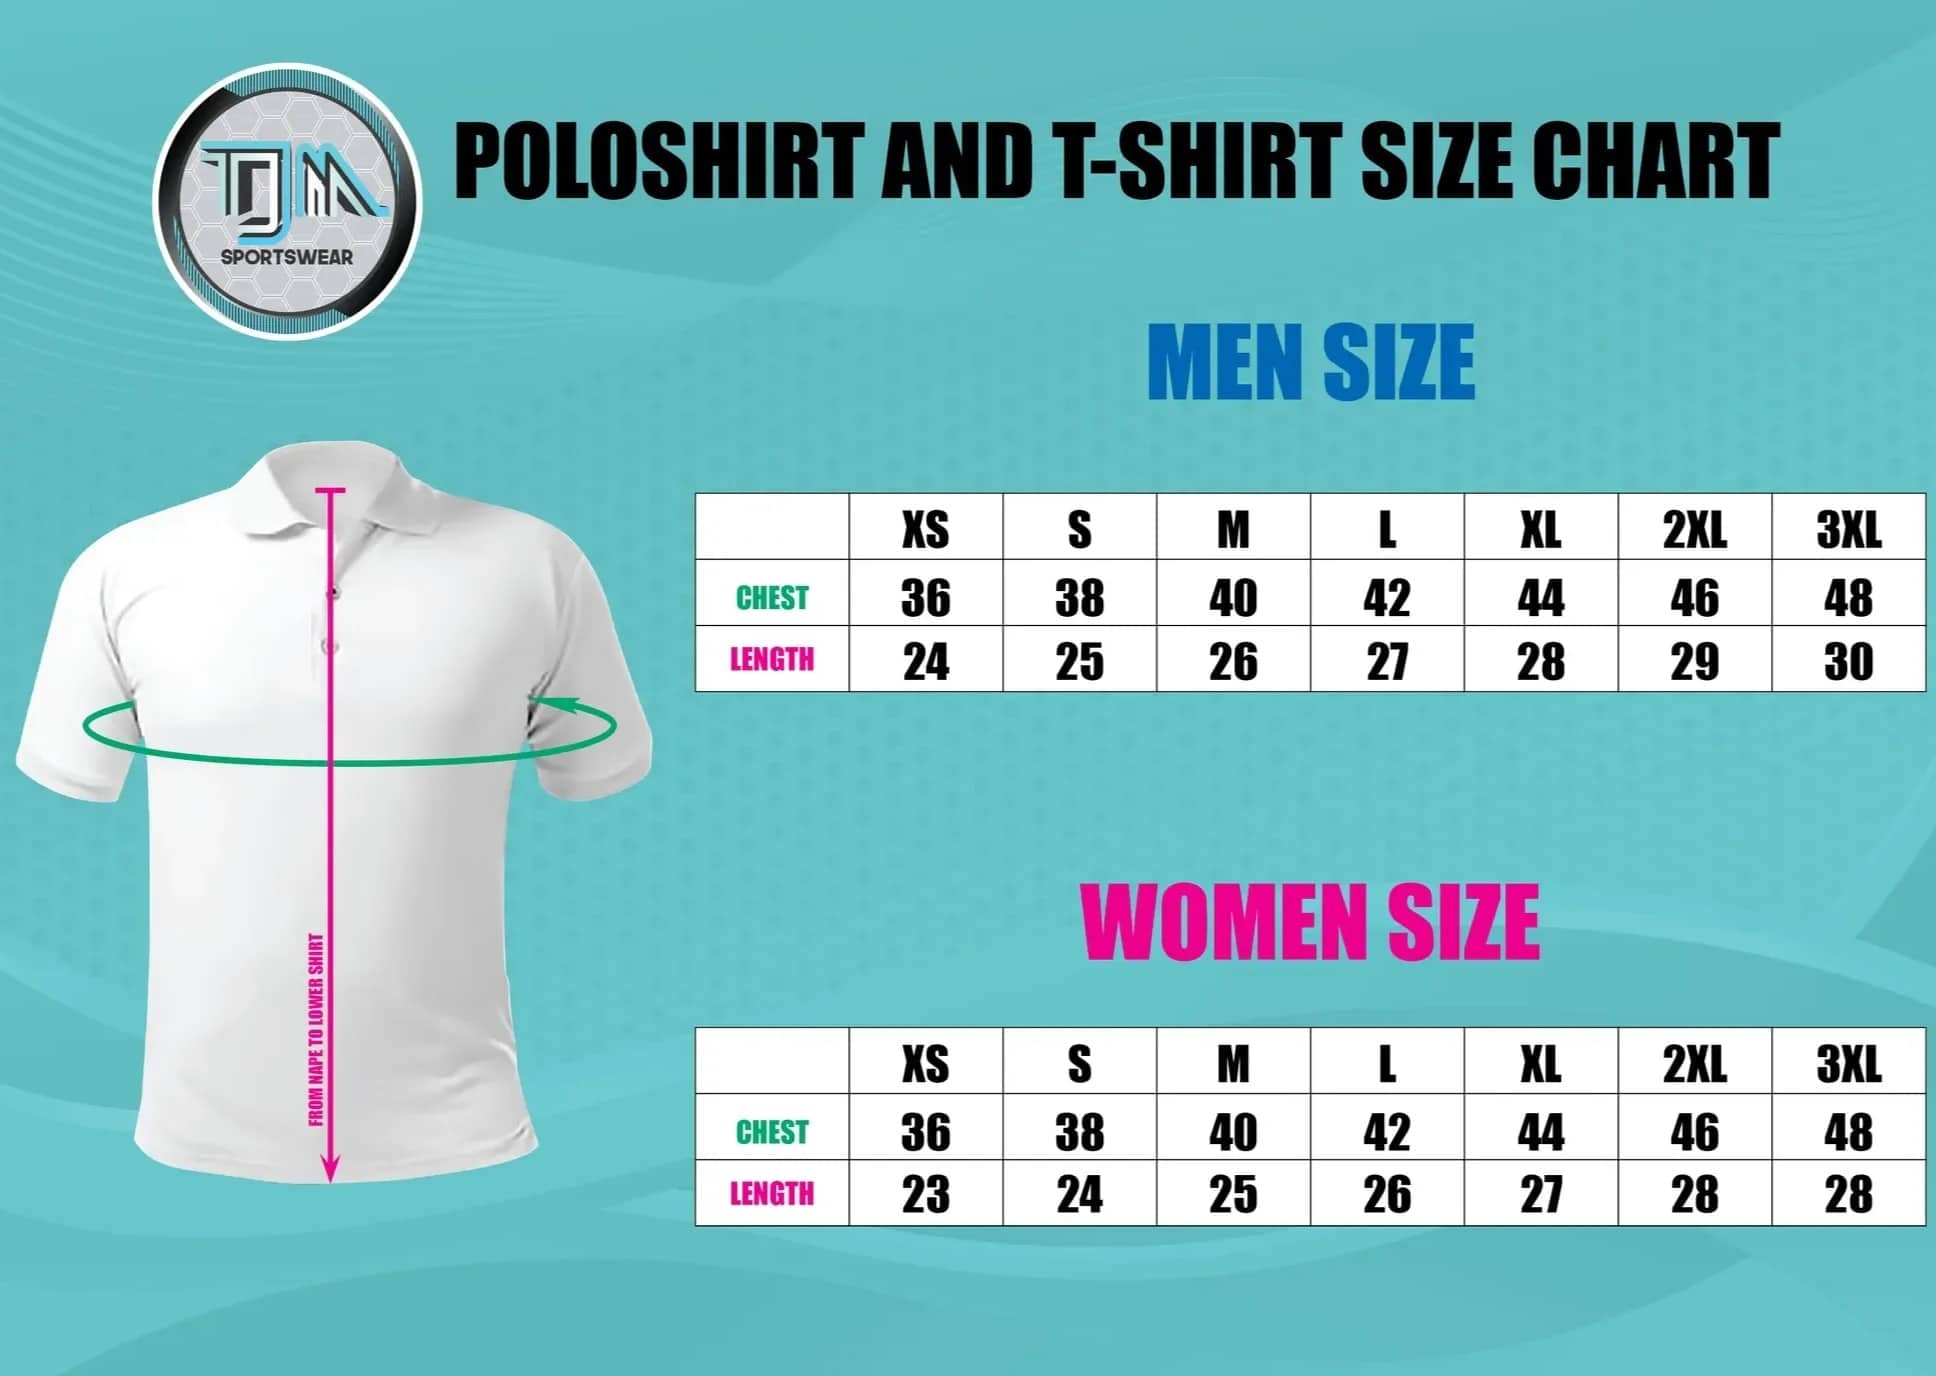 TJM
SPORTSWEAR
POLOSHIRT AND T-SHIRT SIZE CHART
MEN SIZE
XS S M L XL 2XL 3XL
CHEST 36 38 40 42 44 46 48
LENGTH 24 25 26 27 28 29 30
FROM NAPE TO LOWER SHIRT
WOMEN SIZE
XS S M L XL 2XL 3XL
CHEST 36 38 40 42 44 46 48
LENGTH 23 24 25 26 27 28 28